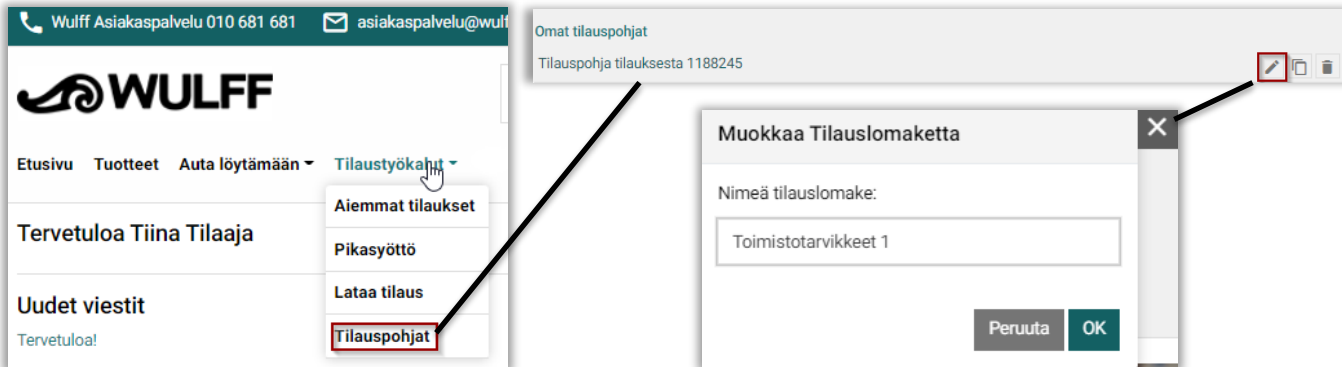 Wulff Asiakaspalvelu 010 681 681 asiakaspalvelu@wulf
WULFF
Etusivu Tuotteet Auta löytämään Tilaustyökalut
Aiemmat tilaukset
Pikasyöttö
Lataa tilaus
Tilauspohjat
Tervetuloa Tiina Tilaaja
Uudet viestit
Tervetuloa!
Omat tilauspohjat
Tilauspohja tilauksesta 1188245
Muokkaa Tilauslomaketta
Nimeä tilauslomake:
Toimistotarvikkeet 1
Peruuta OK